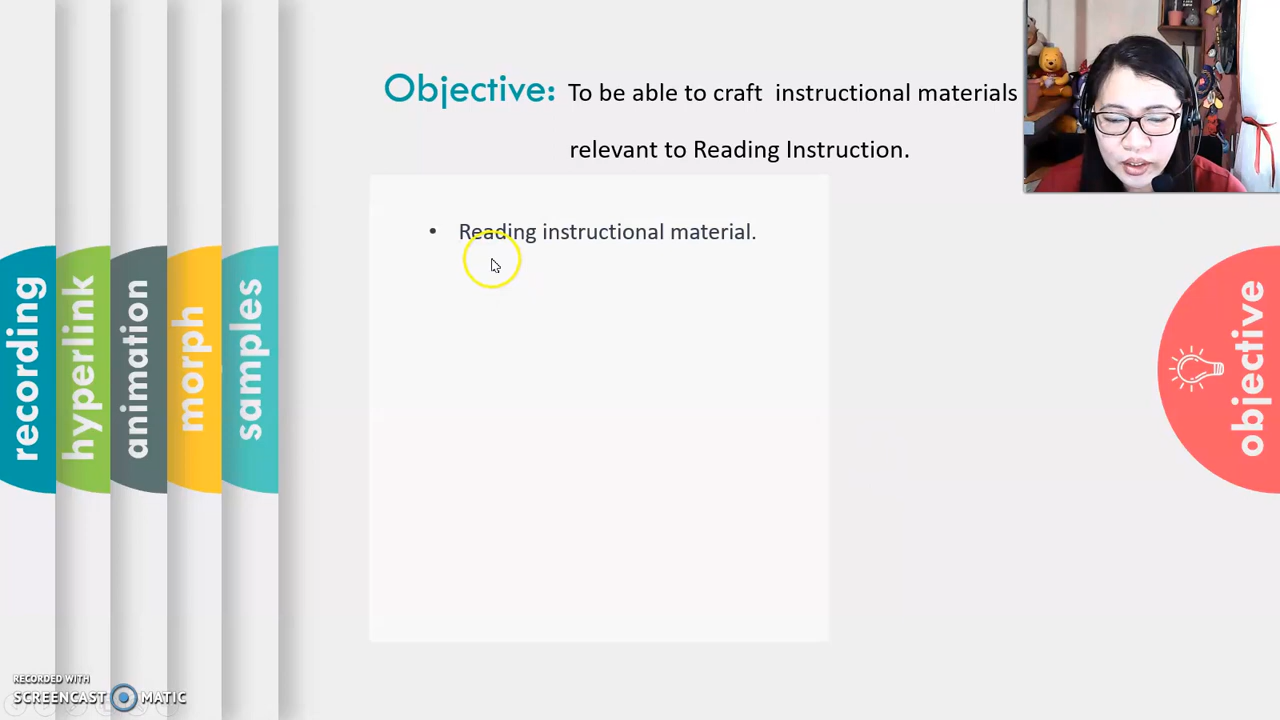 Objective: To be able to craft instructional materials
relevant to Reading Instruction.
• Reading instructional material.
recording
hyperlink
animation
morph
samples
objective
RECORDED WITH
SCREENCAST MATIC